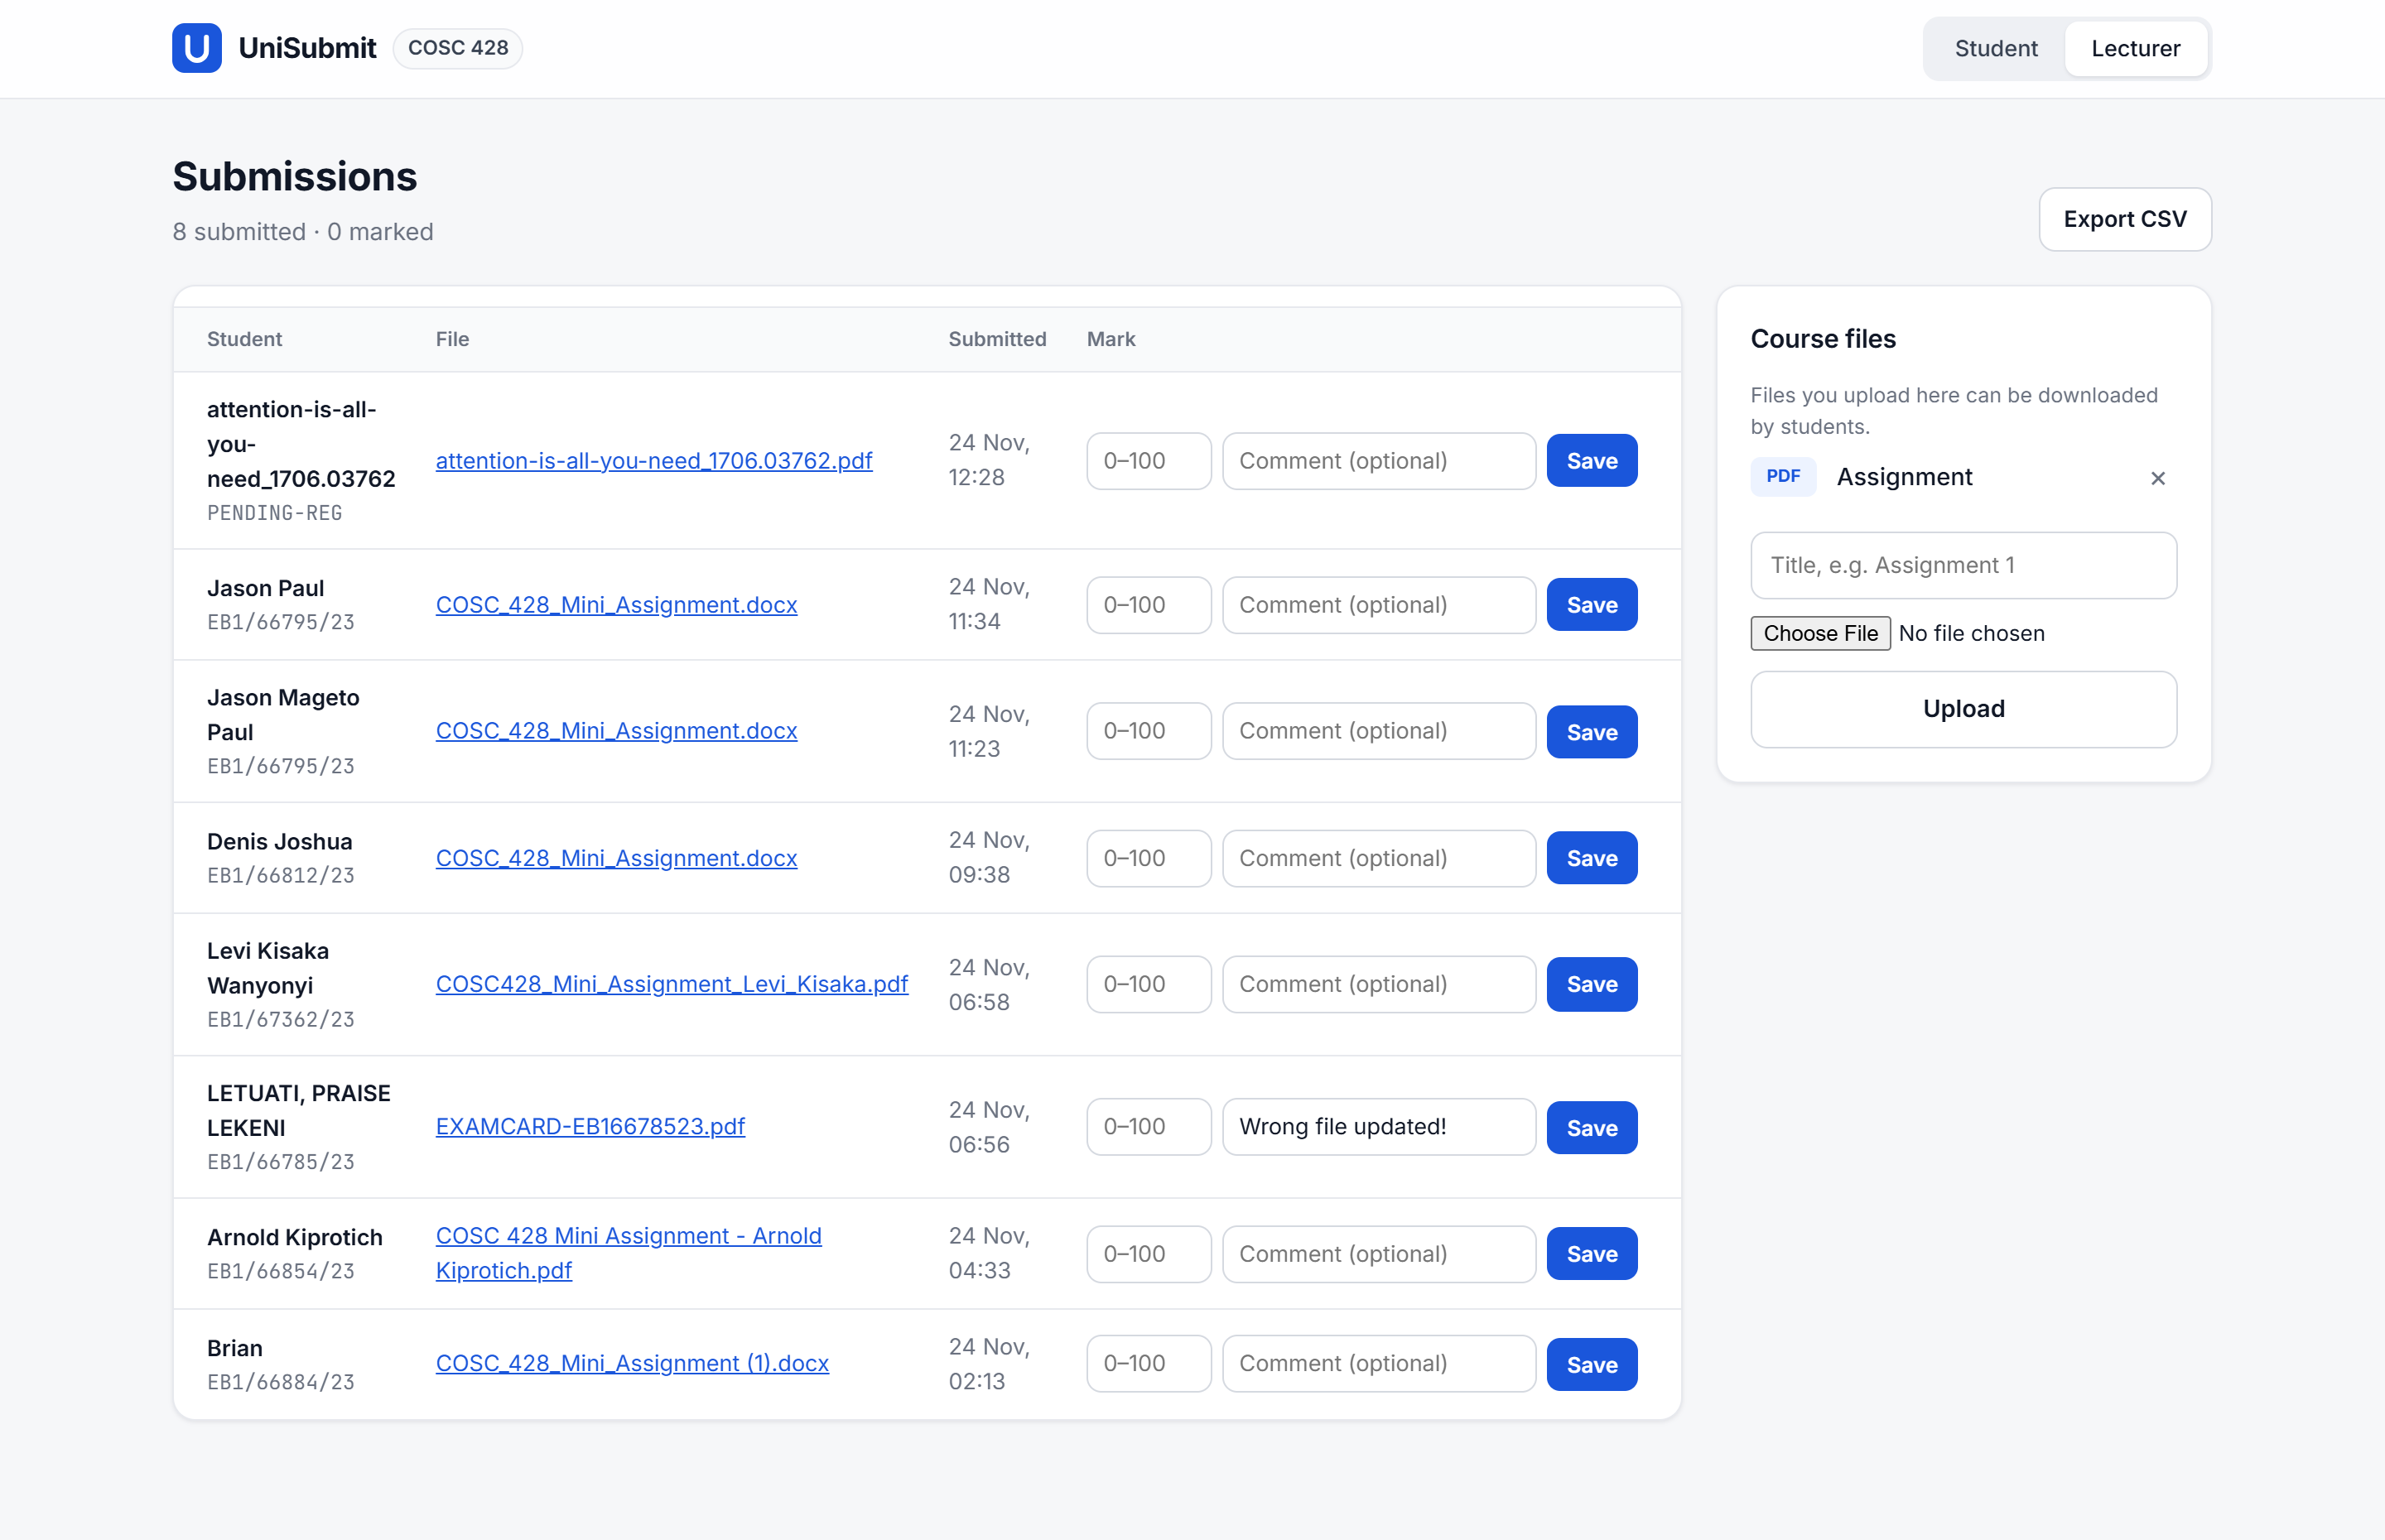 UniSubmit
COSC 428
Student
Lecturer
Submissions
8 submitted · 0 marked
Export CSV
Student
File
Submitted
Mark
attention-is-all-
you-
need_1706.03762
PENDING-REG
attention-is-all-you-need_1706.03762.pdf
24 Nov,
12:28
0–100
Comment (optional)
Save
Jason Paul
EB1/66795/23
COSC_428_Mini_Assignment.docx
24 Nov,
11:34
0–100
Comment (optional)
Save
Jason Mageto
Paul
EB1/66795/23
COSC_428_Mini_Assignment.docx
24 Nov,
11:23
0–100
Comment (optional)
Save
Denis Joshua
EB1/66812/23
COSC_428_Mini_Assignment.docx
24 Nov,
09:38
0–100
Comment (optional)
Save
Levi Kisaka
Wanyonyi
EB1/67362/23
COSC428_Mini_Assignment_Levi_Kisaka.pdf
24 Nov,
06:58
0–100
Comment (optional)
Save
LETUATI, PRAISE
LEKENI
EB1/66785/23
EXAMCARD-EB16678523.pdf
24 Nov,
06:56
0–100
Wrong file updated!
Save
Arnold Kiprotich
EB1/66854/23
COSC 428 Mini Assignment - Arnold
Kiprotich.pdf
24 Nov,
04:33
0–100
Comment (optional)
Save
Brian
EB1/66884/23
COSC_428_Mini_Assignment (1).docx
24 Nov,
02:13
0–100
Comment (optional)
Save
Course files
Files you upload here can be downloaded
by students.
PDF
Assignment
×
Title, e.g. Assignment 1
Choose File
No file chosen
Upload